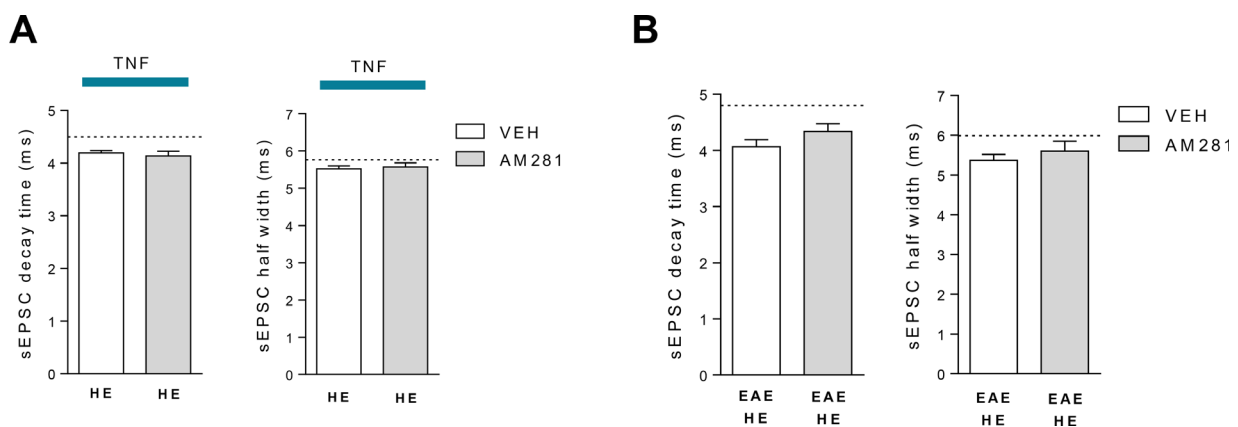 A
TNF
sEPSC decay time (ms)
5
4
3
2
1
0
HE HE
TNF
sEPSC half width (ms)
7
6
5
4
3
2
1
0
HE HE
VEH
AM281
B
sEPSC decay time (ms)
5
4
3
2
1
0
EAE EAE
HE HE
sEPSC half width (ms)
7
6
5
4
3
2
1
0
EAE EAE
HE HE
VEH
AM281